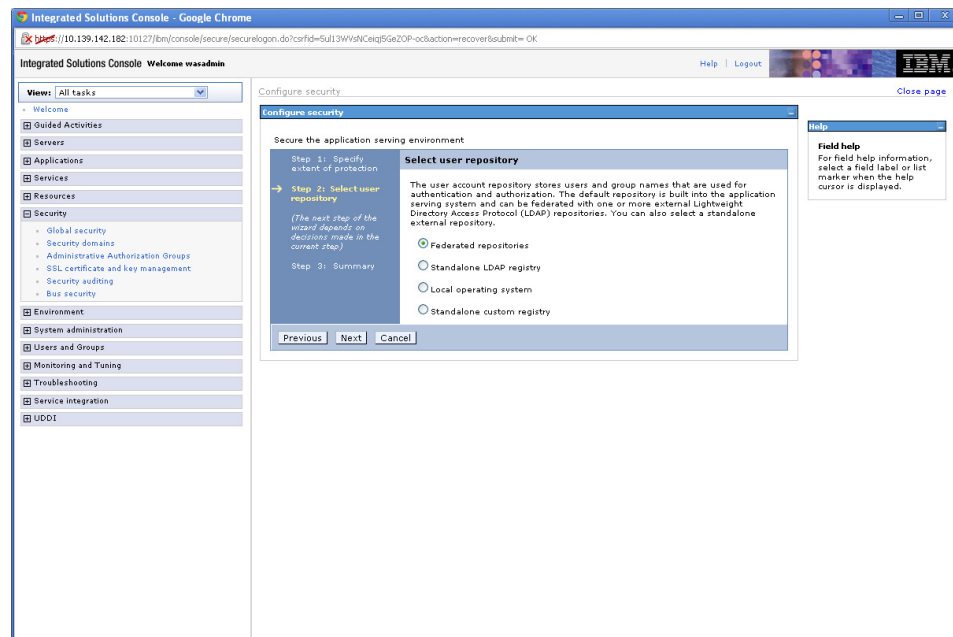 Integrated Solutions Console - Google Chrome
https://10.139.142.182:10127/ibm/console/secure/securelogon.do?csrfid=5ul13WVsNCeiqj5GeZOP-oc&action=recover&submit= OK
Integrated Solutions Console Welcome wasadmin
Help | Logout
IBM
View: All tasks
Welcome
Guided Activities
Servers
Applications
Services
Resources
Security
Global security
Security domains
Administrative Authorization Groups
SSL certificate and key management
Security auditing
Bus security
Environment
System administration
Users and Groups
Monitoring and Tuning
Troubleshooting
Service integration
UDDI
Configure security
Close page
Configure security
Secure the application serving environment
Step 1: Specify
extent of protection
Step 2: Select user
repository
(The next step of the
wizard depends on
decisions made in the
current step)
Step 3: Summary
Select user repository
The user account repository stores users and group names that are used for
authentication and authorization. The default repository is built into the application
serving system and can be federated with one or more external Lightweight
Directory Access Protocol (LDAP) repositories. You can also select a standalone
external repository.
Federated repositories
Standalone LDAP registry
Local operating system
Standalone custom registry
Previous Next Cancel
Help
Field help
For field help information,
select a field label or list
marker when the help
cursor is displayed.